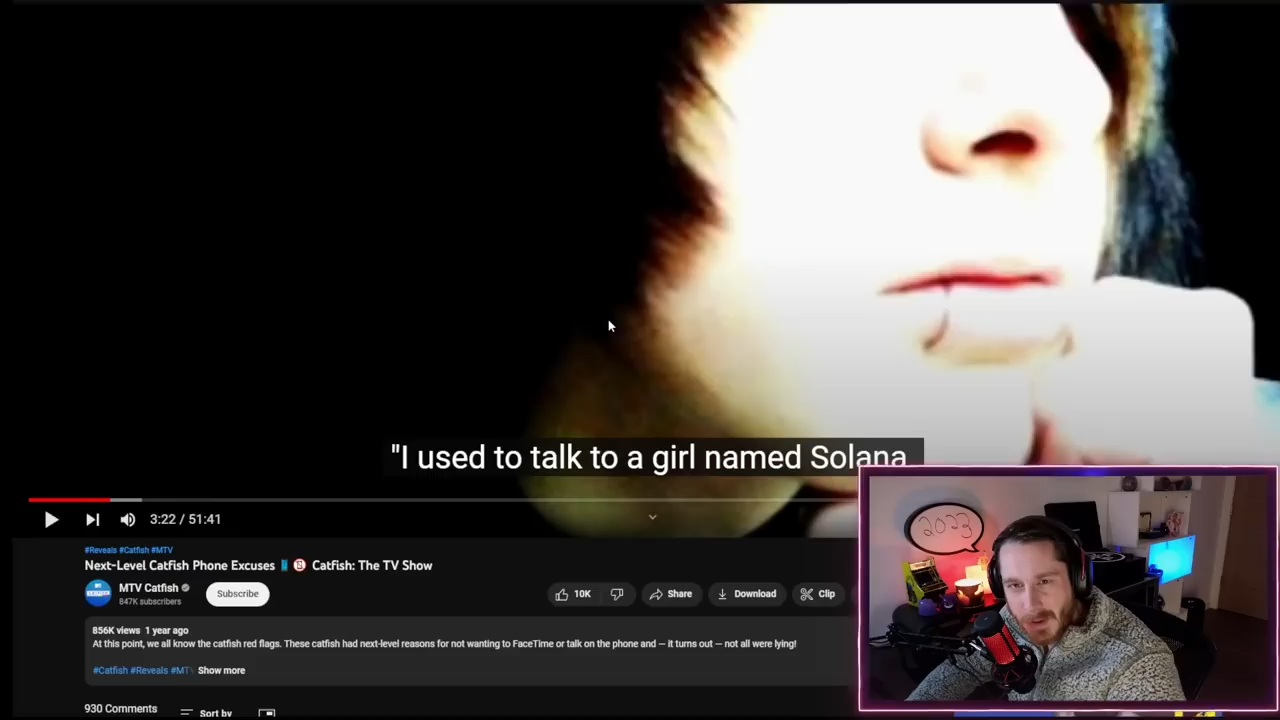 "I used to talk to a girl named Solana
3:22 / 51:41
#Reveals #Catfish #MTV
Next-Level Catfish Phone Excuses 📱 📵 Catfish: The TV Show
MTV Catfish
847K subscribers
Subscribe
10K
Share
Download
Clip
856K views 1 year ago
At this point, we all know the catfish red flags. These catfish had next-level reasons for not wanting to FaceTime or talk on the phone and — it turns out — not all were lying!
#Catfish #Reveals #MT
Show more
930 Comments
Sort by
2023